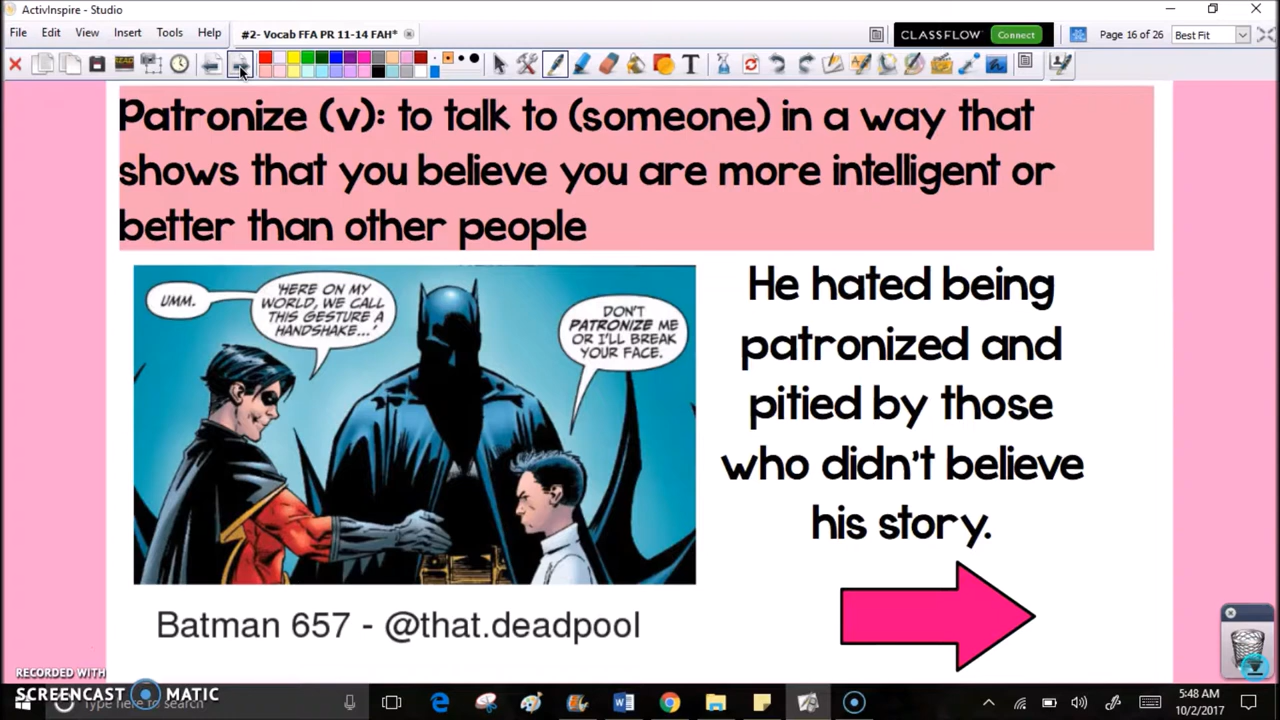 ActivInspire - Studio
File Edit View Insert Tools Help #2- Vocab FFA PR 11-14 FAH* CLASSFLOW Connect Page 16 of 26 Best Fit
Patronize (v): to talk to (someone) in a way that
shows that you believe you are more intelligent or
better than other people
UMM.
'HERE ON MY
WORLD, WE CALL
THIS GESTURE A
HANDSHAKE...'
DON'T
PATRONIZE ME
OR I'LL BREAK
YOUR FACE.
He hated being
patronized and
pitied by those
who didn't believe
his story.
Batman 657 - @that.deadpool
RECORDED WITH
SCREENCAST MATIC
Type here to search
5:48 AM
10/2/2017